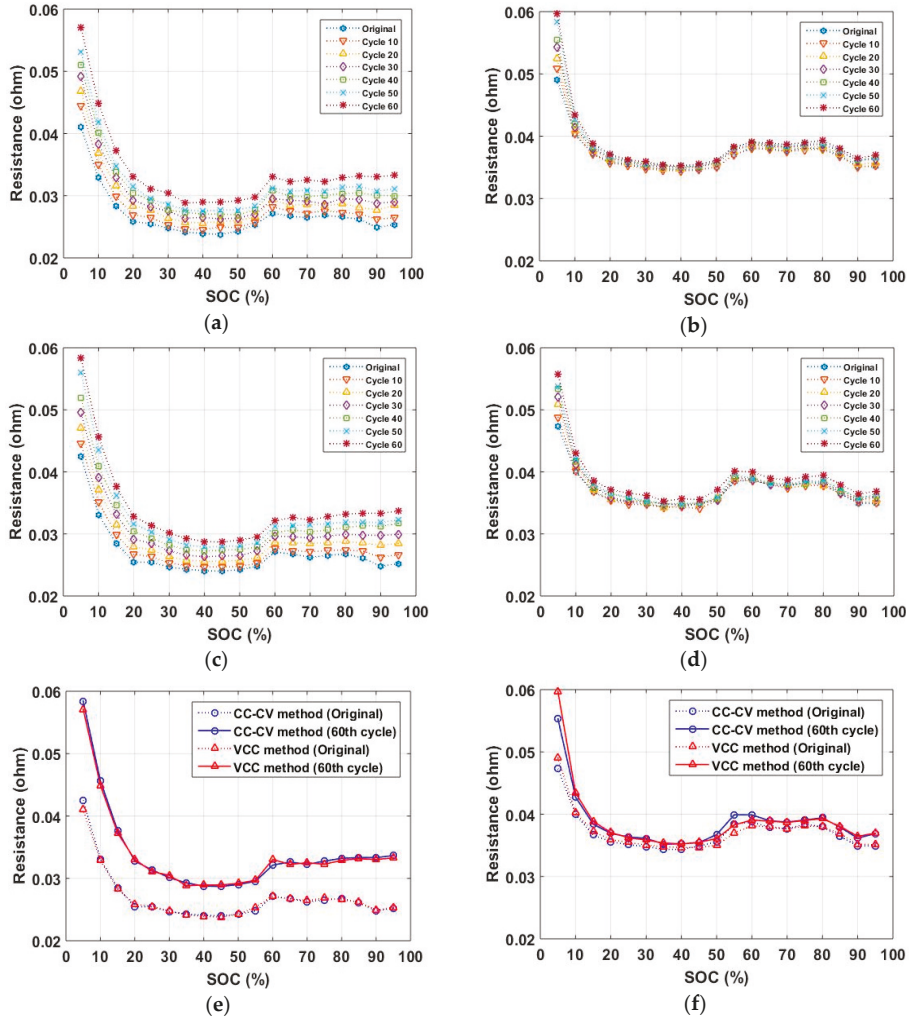 0.06
0.05
0.04
0.03
0.02
Resistance (ohm)
0 10 20 30 40 50 60 70 80 90 100
SOC (%)
Original
Cycle 10
Cycle 20
Cycle 30
Cycle 40
Cycle 50
Cycle 60
(a)
0.06
0.05
0.04
0.03
0.02
Resistance (ohm)
0 10 20 30 40 50 60 70 80 90 100
SOC (%)
Original
Cycle 10
Cycle 20
Cycle 30
Cycle 40
Cycle 50
Cycle 60
(b)
0.06
0.05
0.04
0.03
0.02
Resistance (ohm)
0 10 20 30 40 50 60 70 80 90 100
SOC (%)
Original
Cycle 10
Cycle 20
Cycle 30
Cycle 40
Cycle 50
Cycle 60
(c)
0.06
0.05
0.04
0.03
0.02
Resistance (ohm)
0 10 20 30 40 50 60 70 80 90 100
SOC (%)
Original
Cycle 10
Cycle 20
Cycle 30
Cycle 40
Cycle 50
Cycle 60
(d)
0.06
0.05
0.04
0.03
0.02
Resistance (ohm)
0 10 20 30 40 50 60 70 80 90 100
SOC (%)
CC-CV method (Original)
CC-CV method (60th cycle)
VCC method (Original)
VCC method (60th cycle)
(e)
0.06
0.05
0.04
0.03
0.02
Resistance (ohm)
0 10 20 30 40 50 60 70 80 90 100
SOC (%)
CC-CV method (Original)
CC-CV method (60th cycle)
VCC method (Original)
VCC method (60th cycle)
(f)